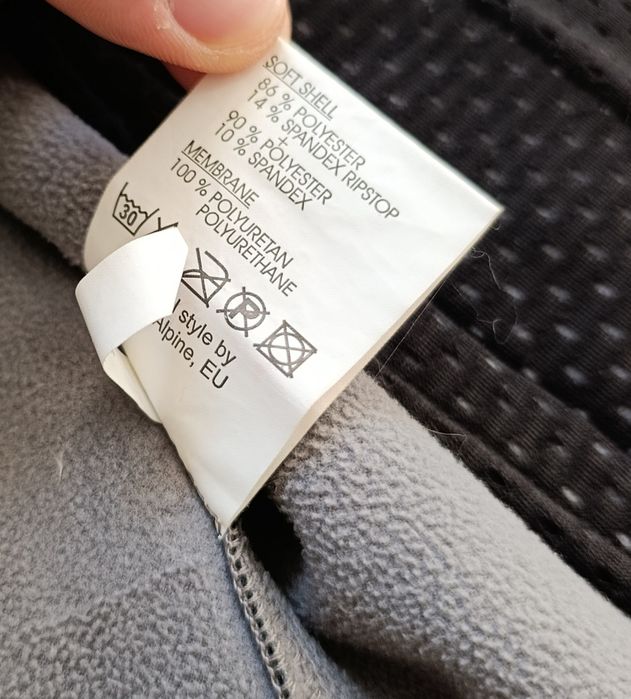 SOFT SHELL
86 % POLYESTER
14 % SPANDEX RIPSTOP
+
90 % POLYESTER
10 % SPANDEX
MEMBRANE
100 % POLYURETAN
POLYURETHANE
30 P
style by
Alpine, EU